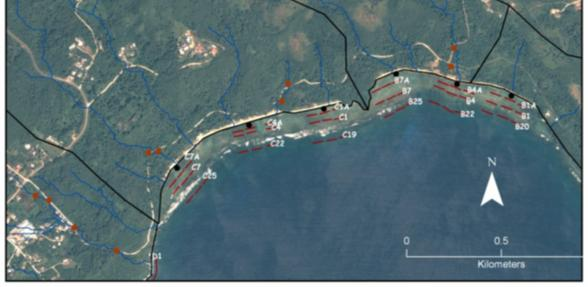 B7A
B7
B25
B4A
B4
B22
B1A
B1
B20
C1A
C1
C19
C4A
C4
C22
C7A
C7
C25
D1
N
0
0.5
Kilometers